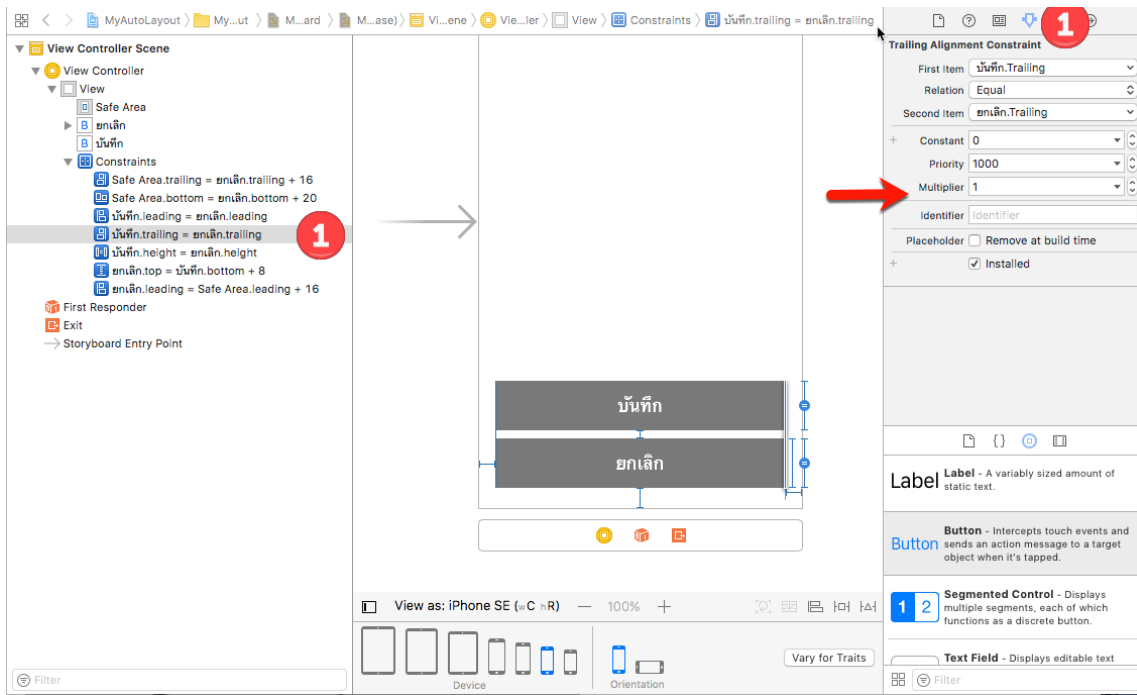 MyAutoLayout
My...ut
M...ard
M...ase)
Vi...ene
Vie...ler
View
Constraints
บันทึก.trailing = ยกเลิก.trailing
View Controller Scene
View Controller
View
Safe Area
B ยกเลิก
B บันทึก
Constraints
Safe Area.trailing = ยกเลิก.trailing + 16
Safe Area.bottom = ยกเลิก.bottom + 20
บันทึก.leading = ยกเลิก.leading
บันทึก.trailing = ยกเลิก.trailing
1
บันทึก.height = ยกเลิก.height
ยกเลิก.top = บันทึก.bottom + 8
ยกเลิก.leading = Safe Area.leading + 16
First Responder
Exit
Storyboard Entry Point
Filter
บันทึก
ยกเลิก
View as: iPhone SE (wC hR) — 100% +
Device
Orientation
Vary for Traits
1
Trailing Alignment Constraint
First Item บันทึก.Trailing
Relation Equal
Second Item ยกเลิก.Trailing
+ Constant 0
Priority 1000
Multiplier 1
Identifier Identifier
Placeholder Remove at build time
+ Installed
{}
Label Label - A variably sized amount of
static text.
Button Button - Intercepts touch events and
sends an action message to a target
object when it's tapped.
1 2 Segmented Control - Displays
multiple segments, each of which
functions as a discrete button.
Text Field - Displays editable text
Filter